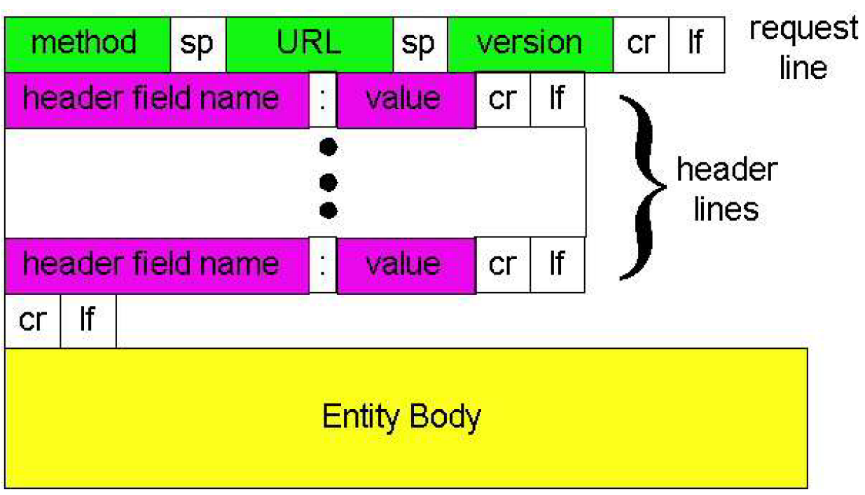 method sp URL sp version cr lf request line
header field name : value cr lf
header lines
header field name : value cr lf
cr lf
Entity Body